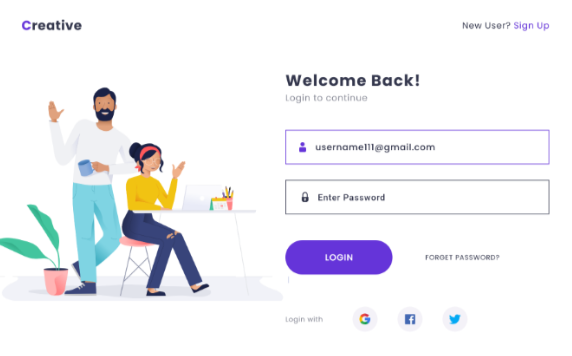 Creative
New User? Sign Up
Welcome Back!
Login to continue
username111@gmail.com
Enter Password
LOGIN
FORGET PASSWORD?
Login with